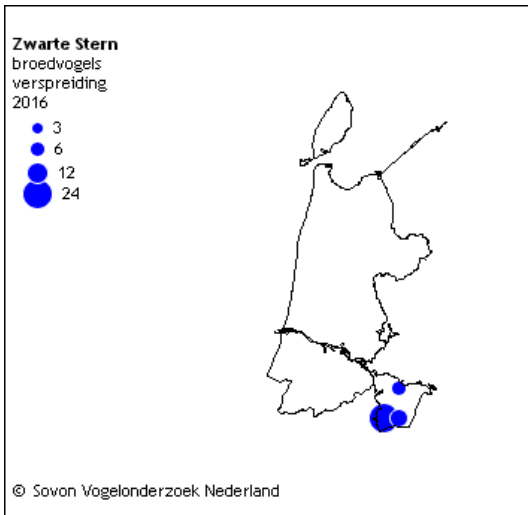 Zwarte Stern
broedvogels
verspreiding
2016
3
6
12
24
© Sovon Vogelonderzoek Nederland